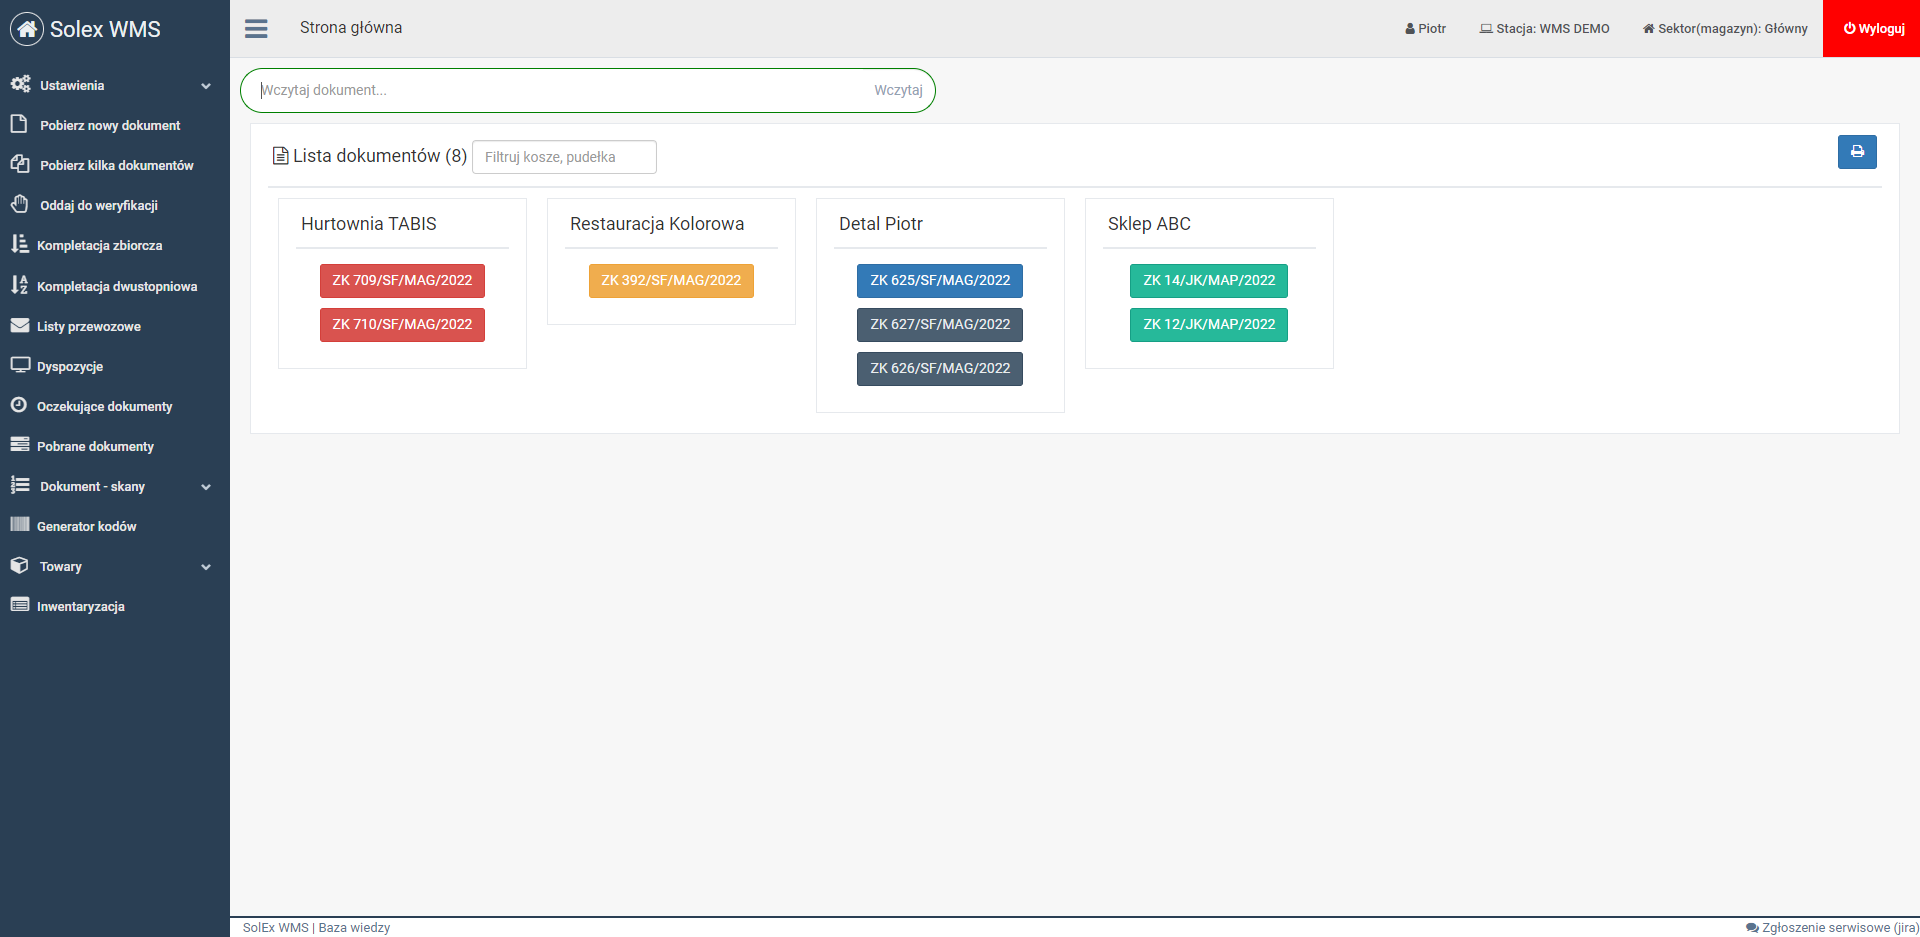 Solex WMS
Strona główna
Piotr
Stacja: WMS DEMO
Sektor(magazyn): Główny
Wyloguj
Ustawienia
Pobierz nowy dokument
Pobierz kilka dokumentów
Oddaj do weryfikacji
Kompletacja zbiorcza
Kompletacja dwustopniowa
Listy przewozowe
Dyspozycje
Oczekujące dokumenty
Pobrane dokumenty
Dokument - skany
Generator kodów
Towary
Inwentaryzacja
Wczytaj dokument...
Wczytaj
Lista dokumentów (8)
Filtruj kosze, pudełka
Hurtownia TABIS
ZK 709/SF/MAG/2022
ZK 710/SF/MAG/2022
Restauracja Kolorowa
ZK 392/SF/MAG/2022
Detal Piotr
ZK 625/SF/MAG/2022
ZK 627/SF/MAG/2022
ZK 626/SF/MAG/2022
Sklep ABC
ZK 14/JK/MAP/2022
ZK 12/JK/MAP/2022
SolEx WMS | Baza wiedzy
Zgłoszenie serwisowe (jira)